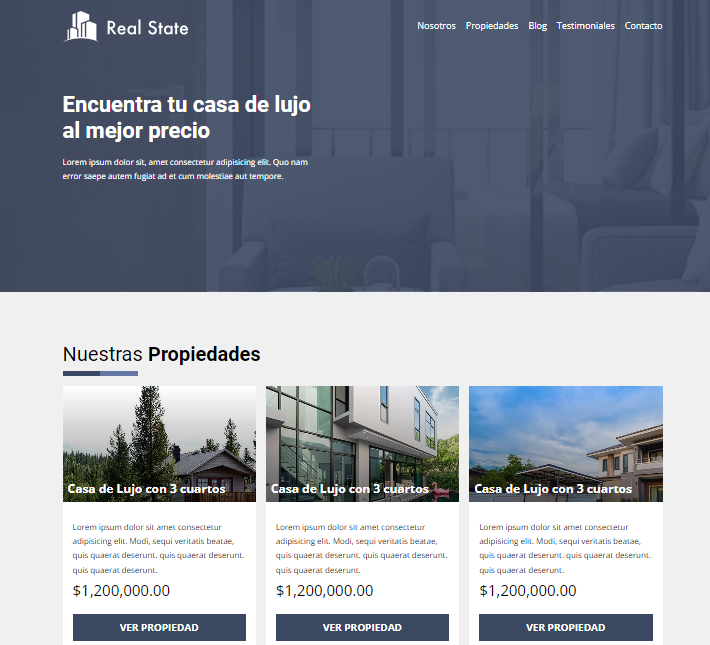 Real State
Nosotros Propiedades Blog Testimoniales Contacto
Encuentra tu casa de lujo
al mejor precio
Lorem ipsum dolor sit, amet consectetur adipisicing elit. Quo nam
error saepe autem fugiat ad et cum molestiae aut tempore.
Nuestras Propiedades
Casa de Lujo con 3 cuartos
Lorem ipsum dolor sit amet consectetur
adipisicing elit. Modi, sequi veritatis beatae,
quis quaerat deserunt. quis quaerat deserunt.
quis quaerat deserunt.
$1,200,000.00
VER PROPIEDAD
Casa de Lujo con 3 cuartos
Lorem ipsum dolor sit amet consectetur
adipisicing elit. Modi, sequi veritatis beatae,
quis quaerat deserunt. quis quaerat deserunt.
quis quaerat deserunt.
$1,200,000.00
VER PROPIEDAD
Casa de Lujo con 3 cuartos
Lorem ipsum dolor sit amet consectetur
adipisicing elit. Modi, sequi veritatis beatae,
quis quaerat deserunt. quis quaerat deserunt.
quis quaerat deserunt.
$1,200,000.00
VER PROPIEDAD